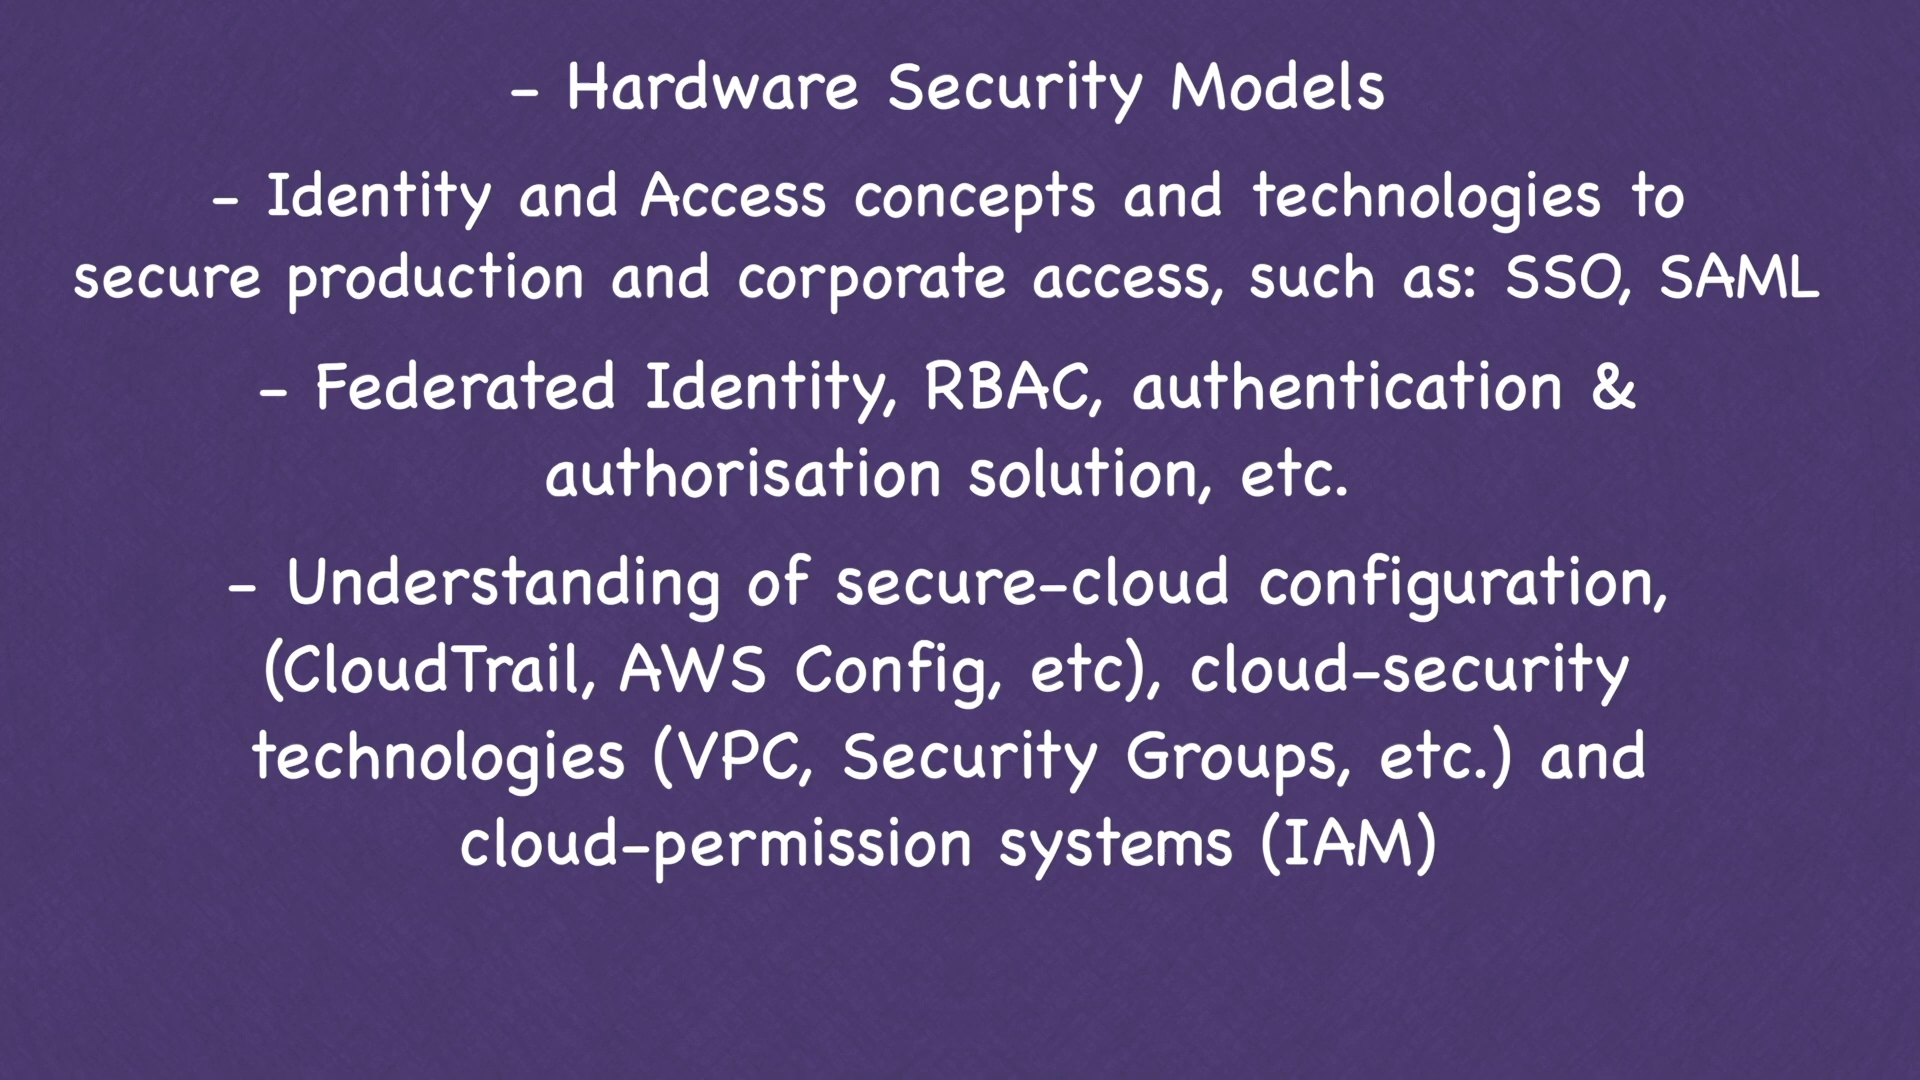 - Hardware Security Models
- Identity and Access concepts and technologies to
secure production and corporate access, such as: SSO, SAML
- Federated Identity, RBAC, authentication &
authorisation solution, etc.
- Understanding of secure-cloud configuration,
(CloudTrail, AWS Config, etc), cloud-security
technologies (VPC, Security Groups, etc.) and
cloud-permission systems (IAM)